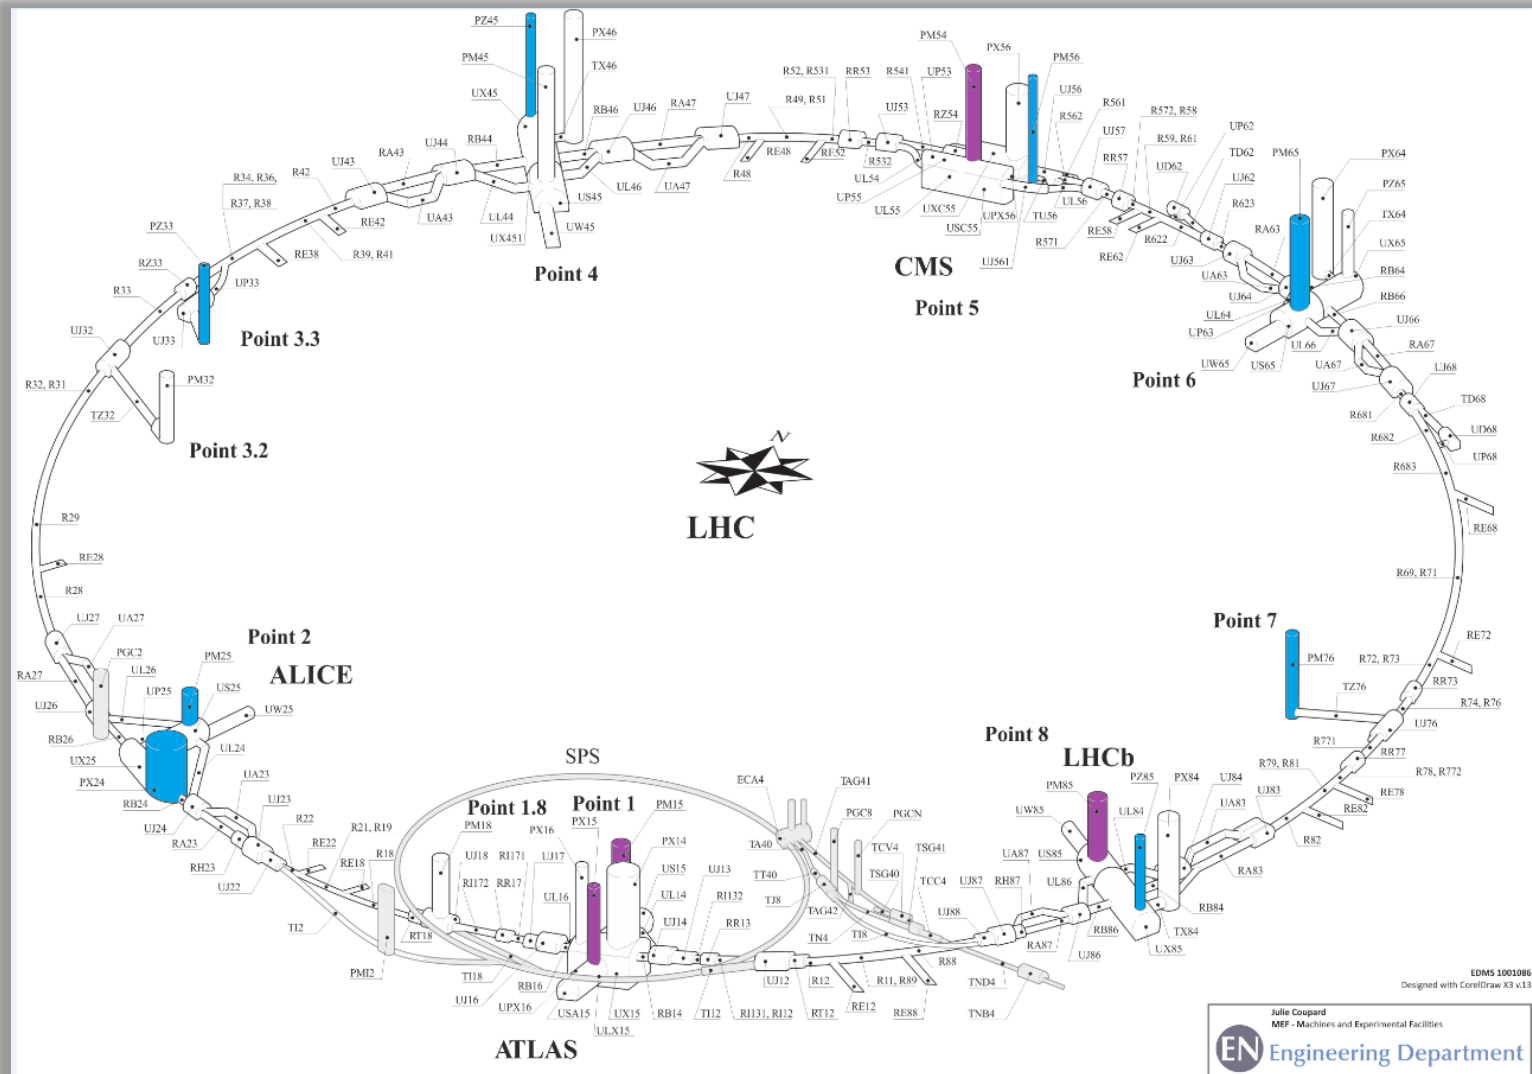 PZ45
PX46
PM45
TX46
UX45
RB46
UJ46
RA47
UJ47
R52, R531
RR53
R541
UP53
PM54
PX56
PM56
R49, R51
UJ53
RZ54
UJ56
R561
R562
UJ57
R572, R58
R59, R61
RR57
UP62
UD62
TD62
UJ62
R623
PM65
PX64
PZ65
TX64
UX65
RB64
RB66
UJ66
RA67
R34, R36,
R37, R38
R42
UJ43
RA43
UJ44
RB44
PZ33
RZ33
R33
UP33
UJ33
RE38
R39, R41
RE42
UA43
UL44
UX451
UW45
US45
UL46
UA47
R48
RE48
RE52
R532
UL54
UP55
UL55
UXC55
USC55
UPX56
TU56
UL56
UJ561
R571
RE58
RE62
R622
UJ63
UA63
RA63
UJ64
UL64
UP63
UW65
US65
UL66
UA67
UJ67
Point 4
CMS
Point 5
Point 6
Point 3.3
UJ32
R32, R31
TZ32
PM32
Point 3.2
UJ68
R681
TD68
R682
UD68
UP68
R683
RE68
N
LHC
R29
RE28
R28
R69, R71
Point 7
PM76
TZ76
RE72
R72, R73
RR73
R74, R76
UJ76
R771
RR77
R78, R772
RE78
R79, R81
RE82
R82
UJ27
UA27
PGC2
UL26
UP25
Point 2
PM25
ALICE
US25
UW25
RA27
UJ26
RB26
UX25
PX24
RB24
UL24
UA23
UJ24
UJ23
RA23
RH23
UJ22
R22
RE22
R21, R19
RE18
R18
TI2
PMI2
RT18
SPS
Point 1.8
PM18
Point 1
PX15
PX16
PM15
PX14
UJ18
RI171
UJ17
RI172
RR17
UL16
US15
UL14
UJ14
UJ13
RI132
RR13
TI18
UJ16
RB16
UPX16
USA15
ULX15
UX15
RB14
TI12
RI131, RI12
UJ12
R12
RT12
RE12
R11, R89
RE88
R88
ATLAS
ECA4
TAG41
PGC8
PGCN
TA40
TCV4
TSG41
TT40
TSG40
TCC4
TJ8
TAG42
TN4
TI8
TND4
TNB4
Point 8
LHCb
PM85
PZ85
PX84
UJ84
UJ83
UW85
UL84
UA83
US85
UA87
UL86
UJ87
RH87
UJ88
RA87
UJ86
RB86
UX85
TX84
RB84
RA83
EDMS 1001086
Designed with CorelDraw X3 v.13
Julie Coupard
MEF - Machines and Experimental Facilities
EN Engineering Department